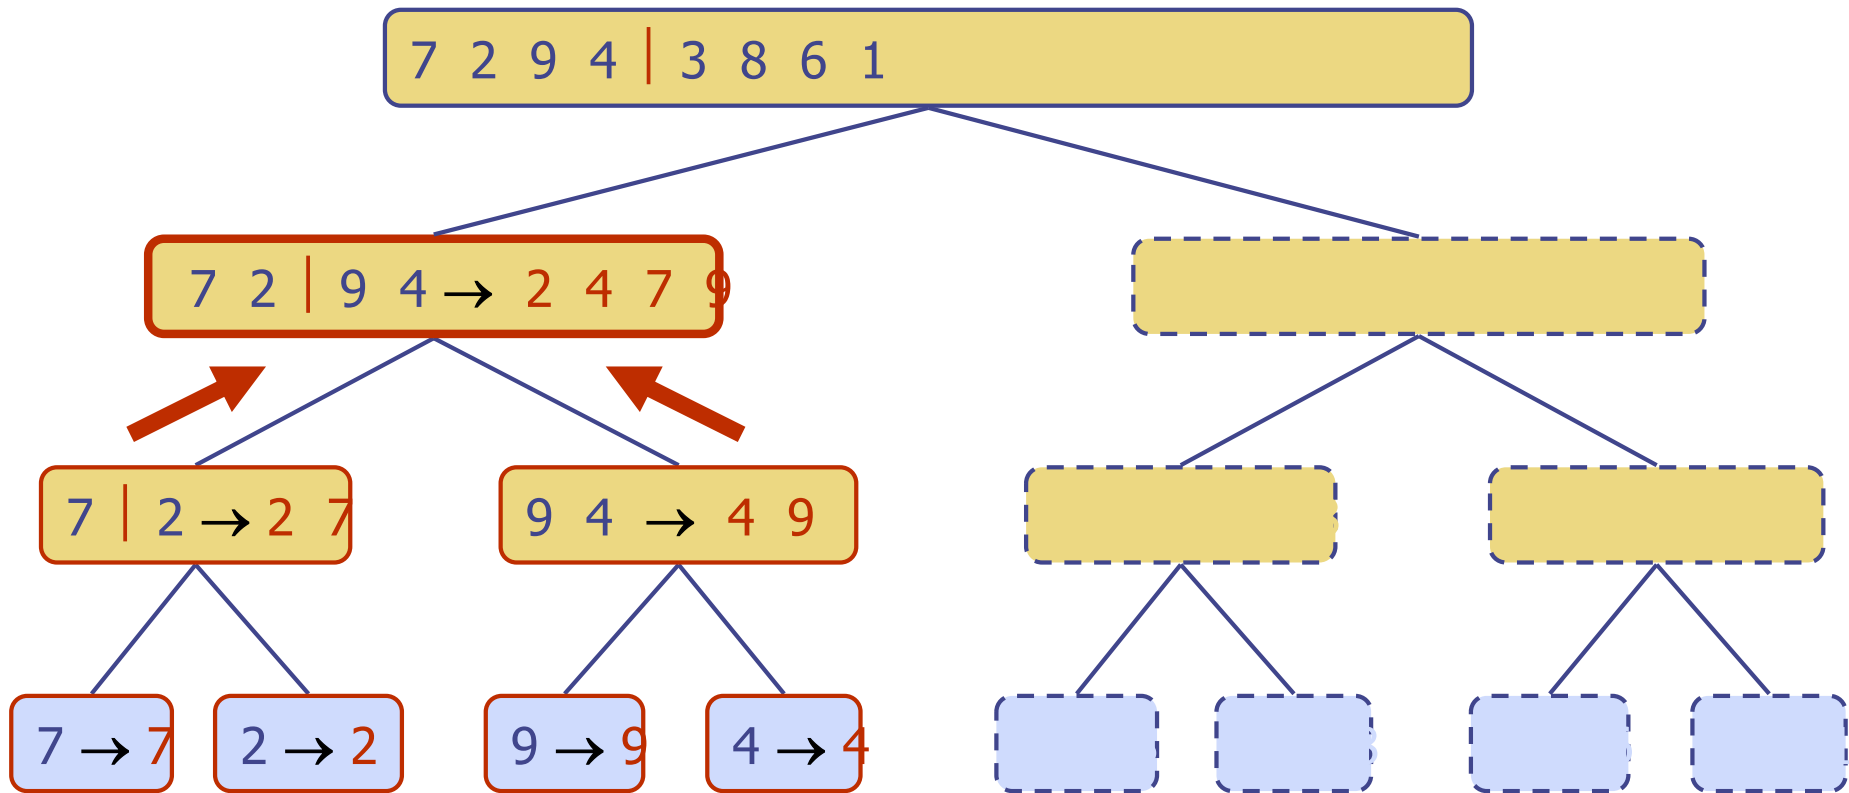 7 2 9 4 | 3 8 6 1
7 2 | 9 4 → 2 4 7 9
7 | 2 → 2 7
9 4 → 4 9
7 → 7
2 → 2
9 → 9
4 → 4